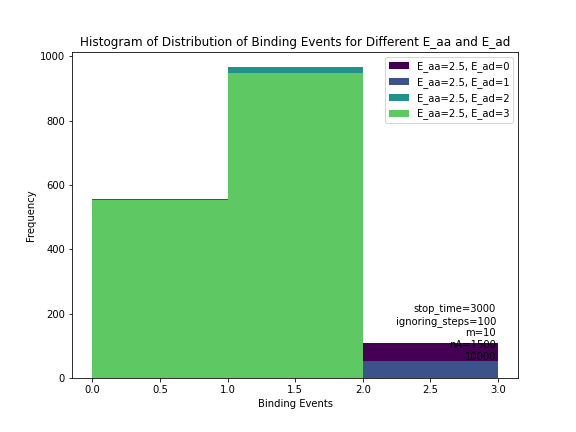 Histogram of Distribution of Binding Events for Different E_aa and E_ad
1000
800
600
400
200
0
Frequency
E_aa=2.5, E_ad=0
E_aa=2.5, E_ad=1
E_aa=2.5, E_ad=2
E_aa=2.5, E_ad=3
stop_time=3000
ignoring_steps=100
m=10
nA=1500
10000
0.0 0.5 1.0 1.5 2.0 2.5 3.0
Binding Events